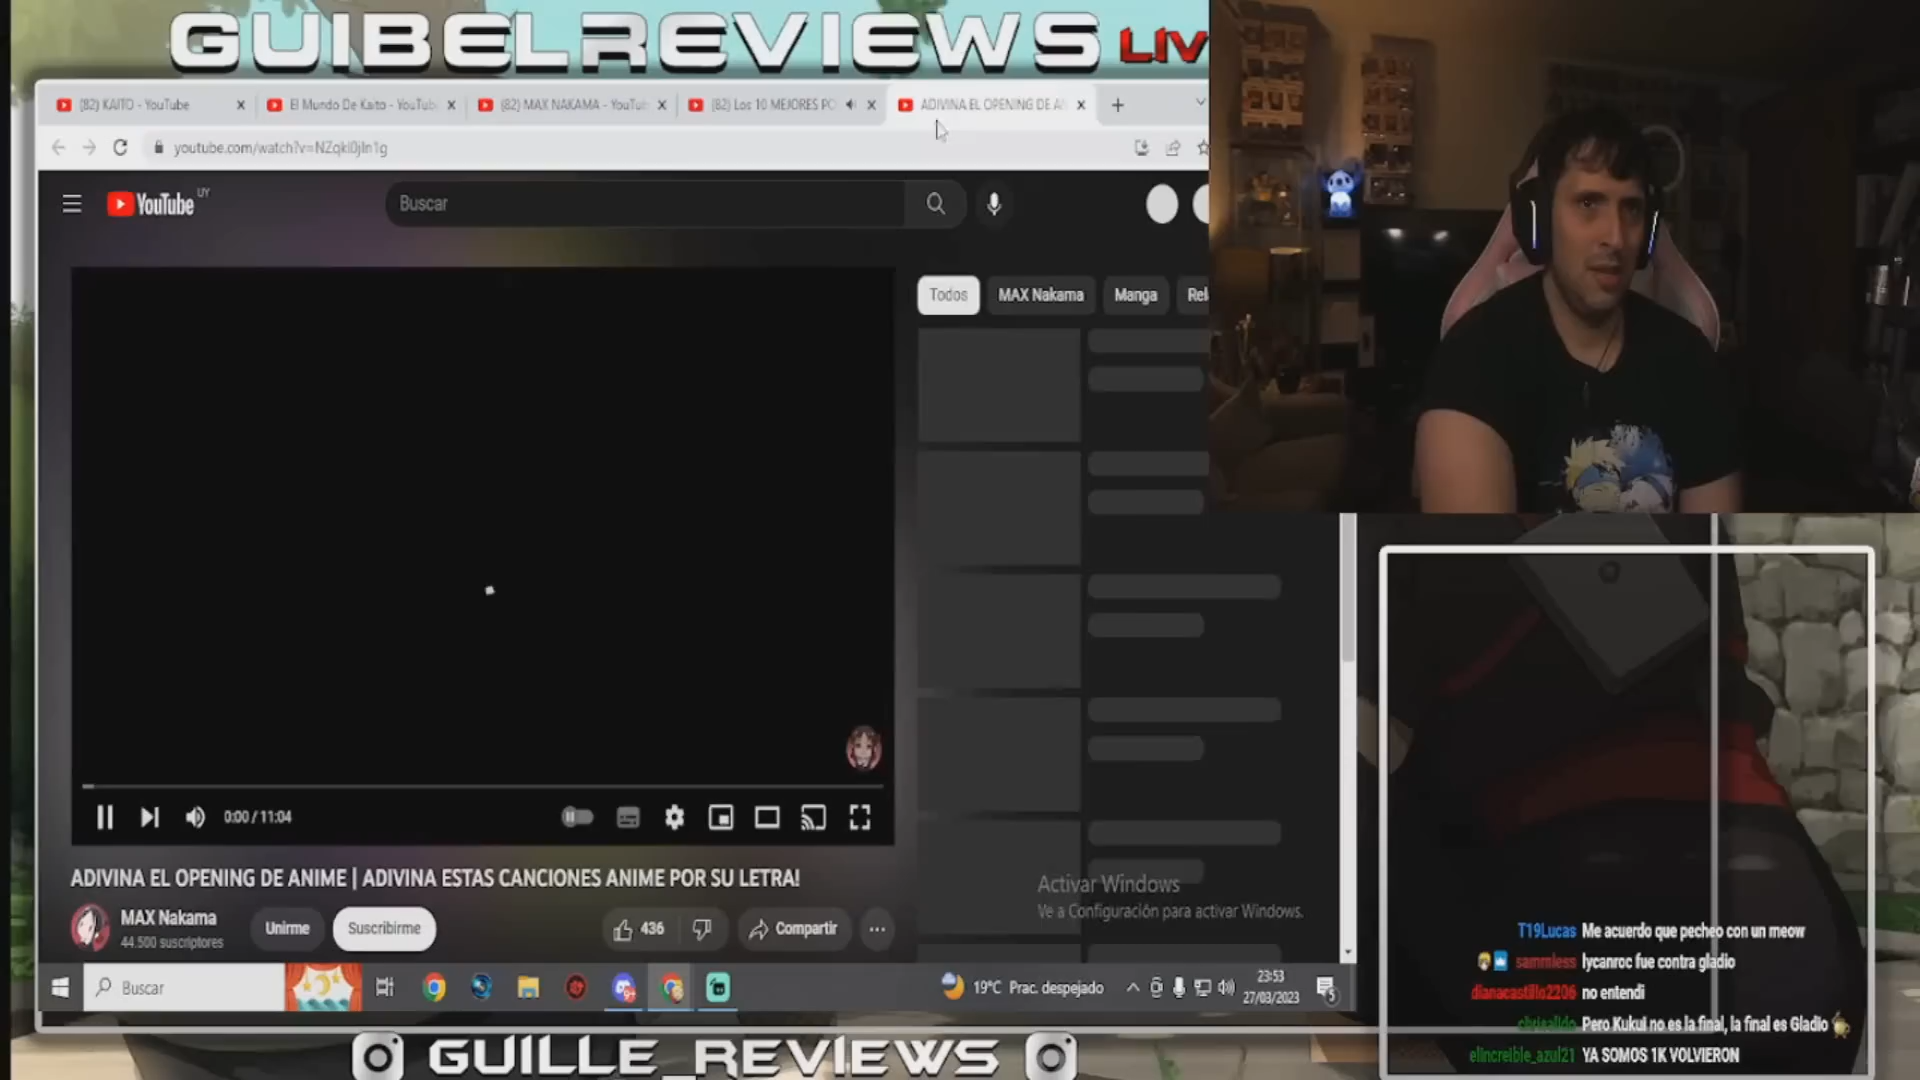 GUIBELREVIEWS LIV
(82) KAITO - YouTube
El Mundo De Kaito - YouTub
(82) MAX NAKAMA - YouTub
(82) Los 10 MEJORES PO
ADIVINA EL OPENING DE AN
youtube.com/watch?v=NZqkl0jln1g
YouTube UY
Buscar
Todos
MAX Nakama
Manga
Rel
0:00 / 11:04
ADIVINA EL OPENING DE ANIME | ADIVINA ESTAS CANCIONES ANIME POR SU LETRA!
MAX Nakama
44.500 suscriptores
Unirme
Suscribirme
436
Compartir
Activar Windows
Ve a Configuración para activar Windows.
Buscar
19°C Prac. despejado
23:53
27/03/2023
5
T19Lucas Me acuerdo que pecheo con un meow
sammless lycanroc fue contra gladio
dianacastillo2206 no entendi
Pero Kukui no es la final, la final es Gladio
elincreible_azul21 YA SOMOS 1K VOLVIERON
GUILLE_REVIEWS